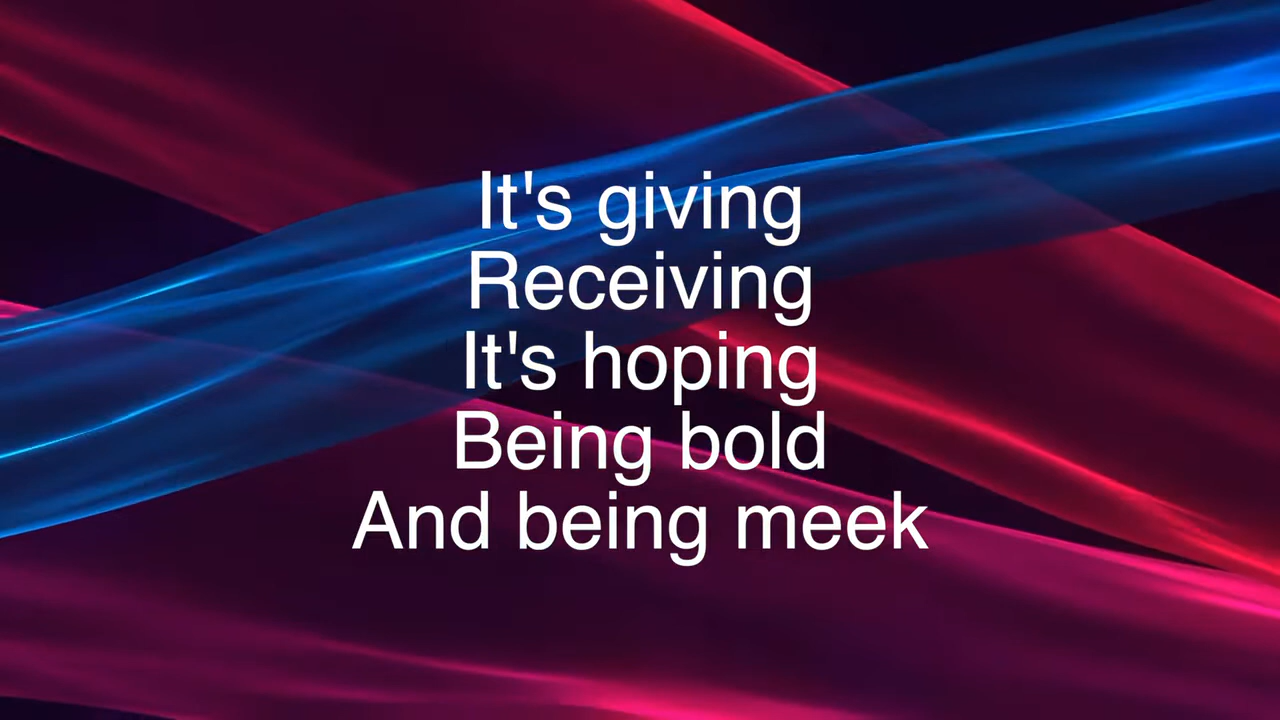 It's giving
Receiving
It's hoping
Being bold
And being meek